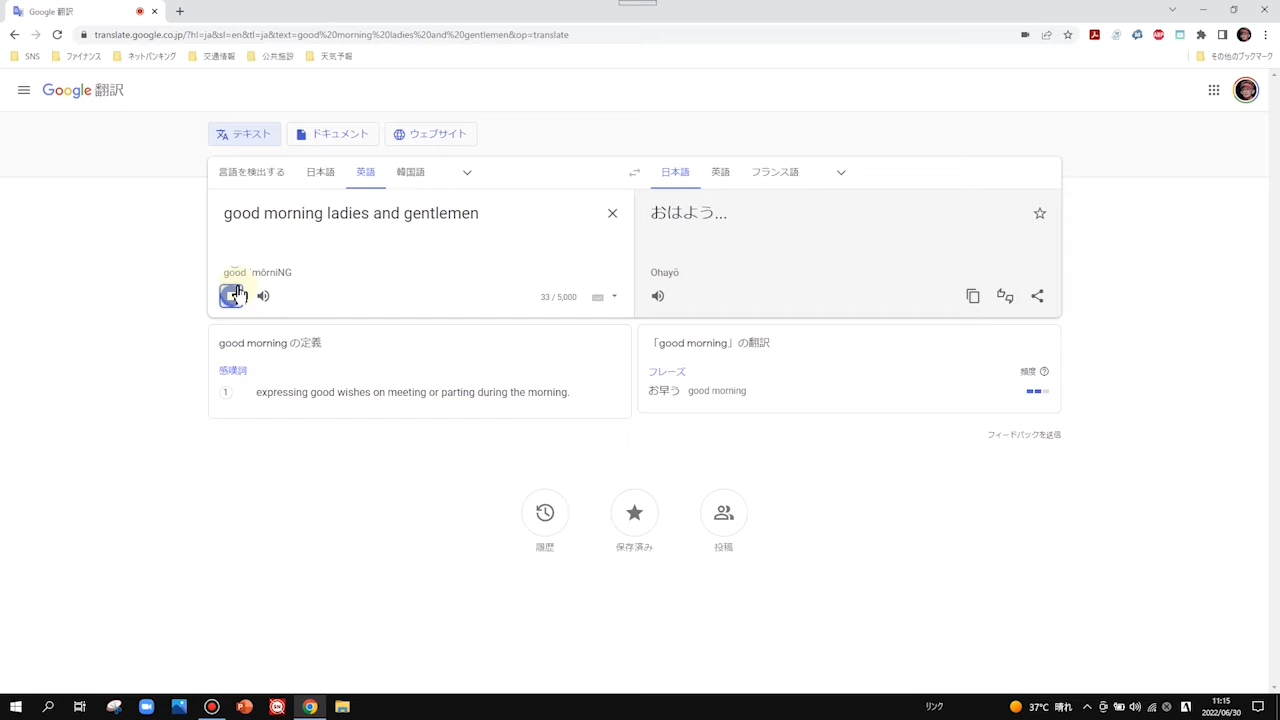 Google 翻訳
translate.google.co.jp/?hl=ja&sl=en&tl=ja&text=good%20morning%20ladies%20and%20gentlemen&op=translate
SNS ファイナンス ネットバンキング 交通情報 公共施設 天気予報 その他のブックマーク
Google 翻訳
テキスト ドキュメント ウェブサイト
言語を検出する 日本語 英語 韓国語 日本語 英語 フランス語
good morning ladies and gentlemen おはよう...
ˌgo͝od ˈmôrniNG Ohayō
33 / 5,000
good morning の定義 「good morning」の翻訳
感嘆詞 フレーズ 頻度
1 expressing good wishes on meeting or parting during the morning. お早う good morning
フィードバックを送信
履歴 保存済み 投稿
リンク 37°C 晴れ A 11:15
2022/06/30